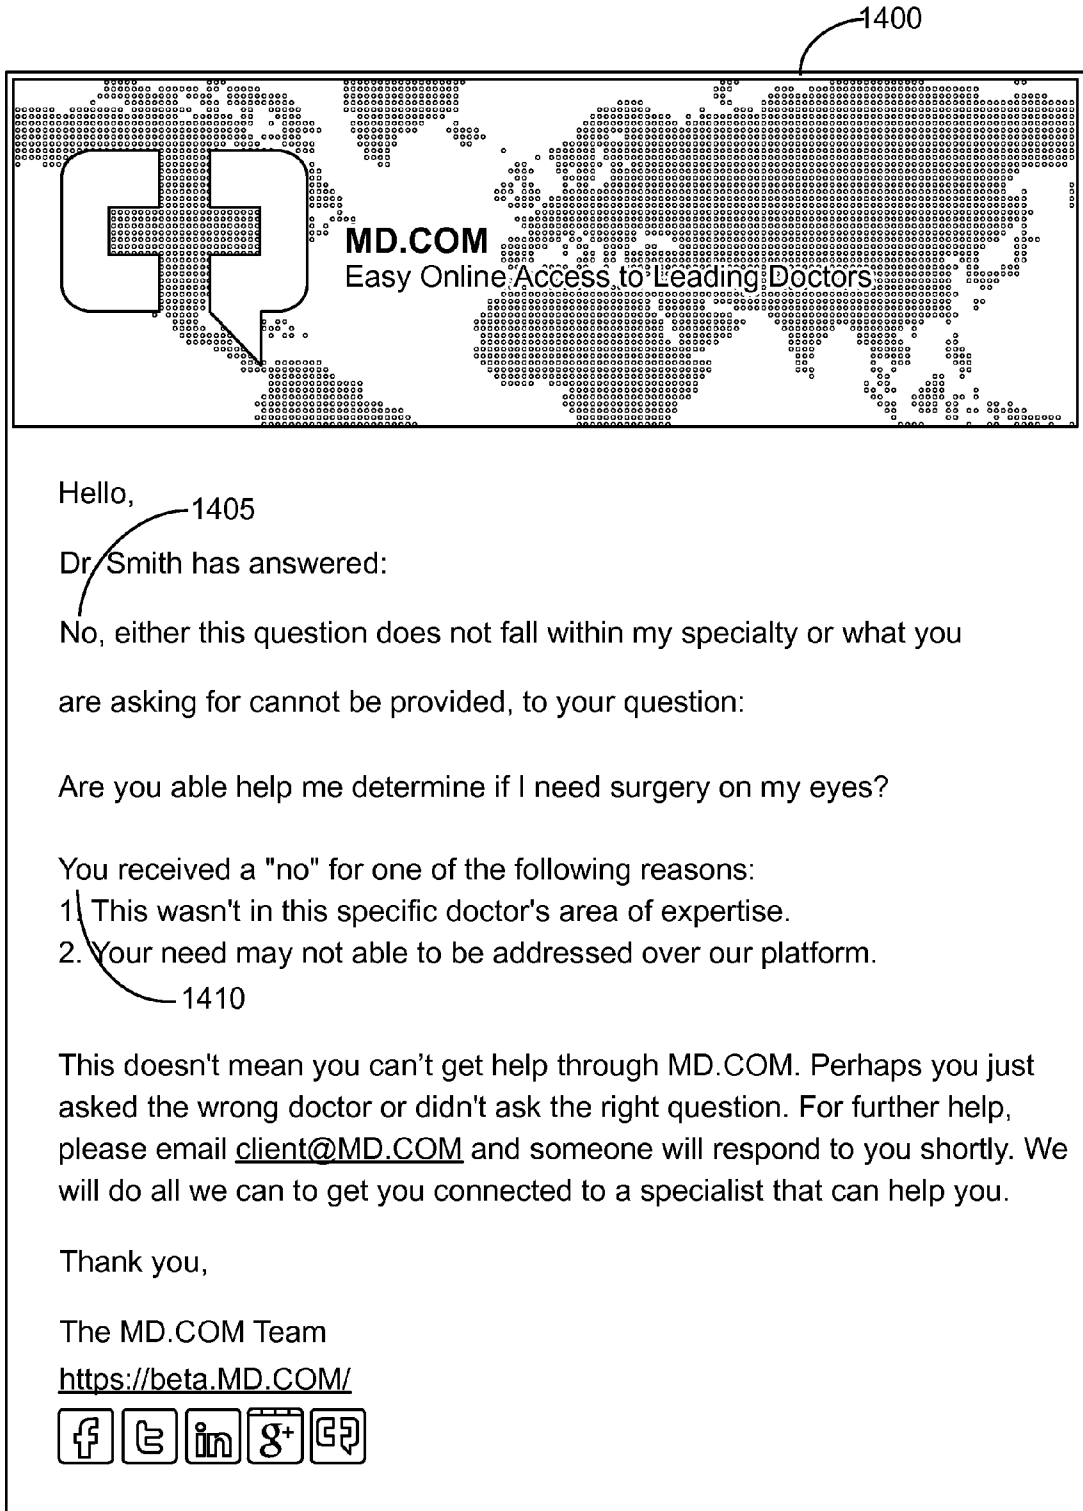 1400
MD.COM
Easy Online Access to Leading Doctors
Hello,
1405
Dr. Smith has answered:
No, either this question does not fall within my specialty or what you
are asking for cannot be provided, to your question:
Are you able help me determine if I need surgery on my eyes?
You received a "no" for one of the following reasons:
1. This wasn't in this specific doctor's area of expertise.
2. Your need may not able to be addressed over our platform.
1410
This doesn't mean you can’t get help through MD.COM. Perhaps you just
asked the wrong doctor or didn't ask the right question. For further help,
please email client@MD.COM and someone will respond to you shortly. We
will do all we can to get you connected to a specialist that can help you.
Thank you,
The MD.COM Team
https://beta.MD.COM/
f t in g+